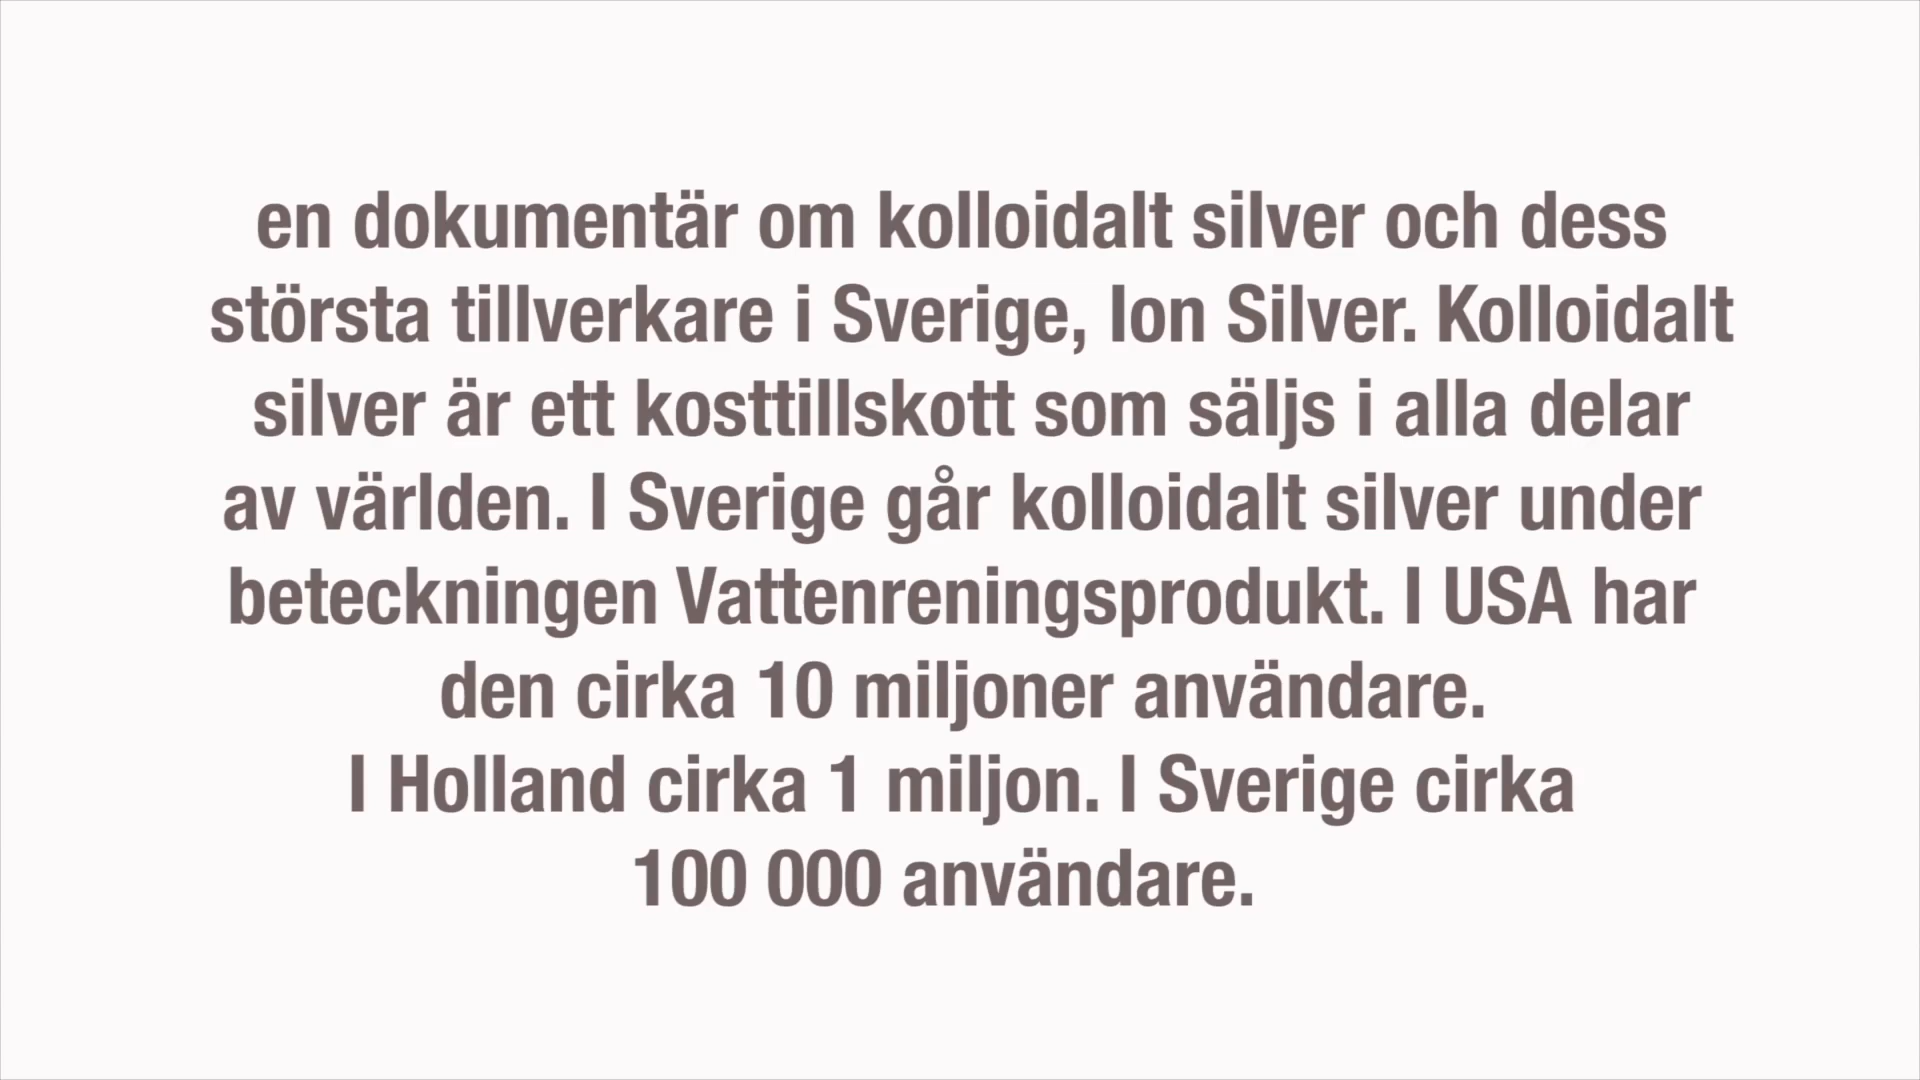 en dokumentär om kolloidalt silver och dess
största tillverkare i Sverige, Ion Silver. Kolloidalt
silver är ett kosttillskott som säljs i alla delar
av världen. I Sverige går kolloidalt silver under
beteckningen Vattenreningsprodukt. I USA har
den cirka 10 miljoner användare.
I Holland cirka 1 miljon. I Sverige cirka
100 000 användare.